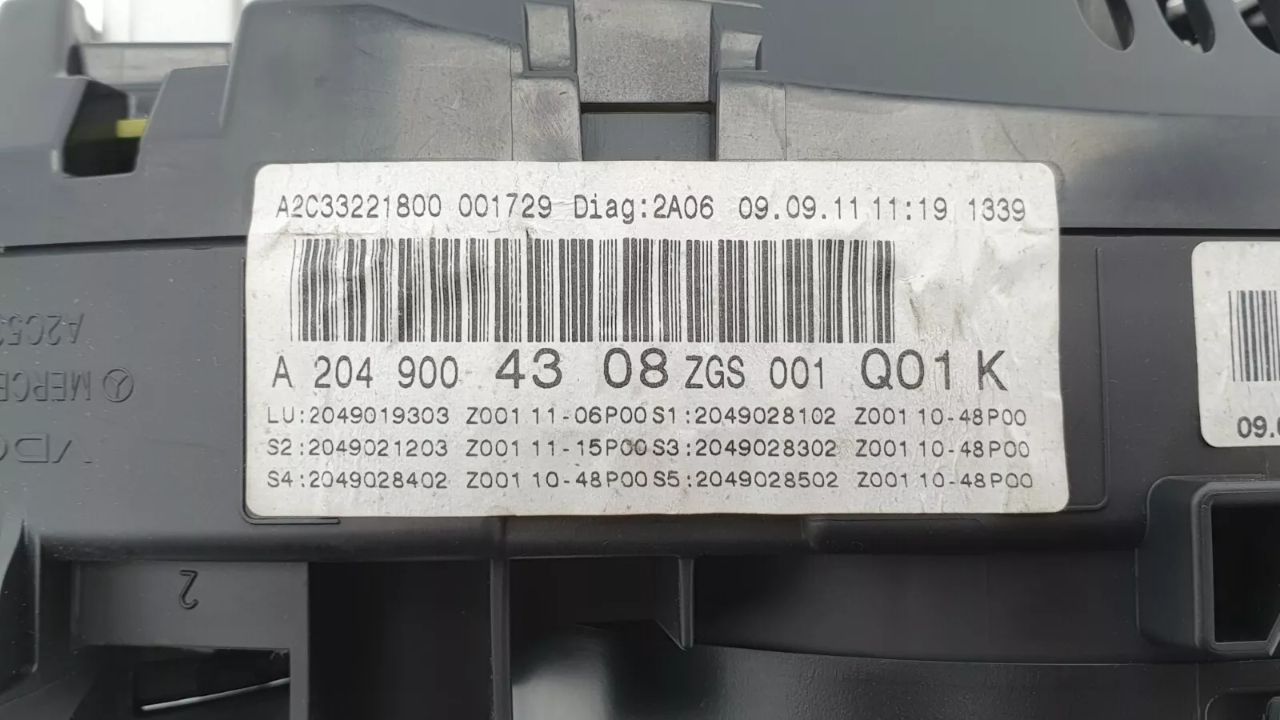 A2C33221800 001729 Diag:2A06 09.09.11 11:19 1339
A 204 900 43 08 ZGS 001 Q01 K
LU:2049019303 Z001 11-06P00 S1:2049028102 Z001 10-48P00
S2:2049021203 Z001 11-15P00 S3:2049028302 Z001 10-48P00
S4:2049028402 Z001 10-48P00 S5:2049028502 Z001 10-48P00
2